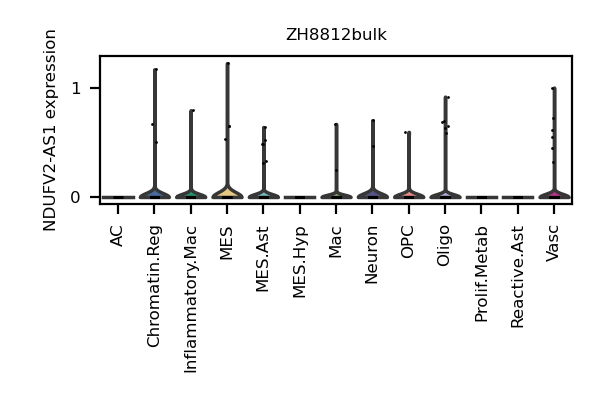 ZH8812bulk
NDUFV2-AS1 expression
1
0
AC
Chromatin.Reg
Inflammatory.Mac
MES
MES.Ast
MES.Hyp
Mac
Neuron
OPC
Oligo
Prolif.Metab
Reactive.Ast
Vasc